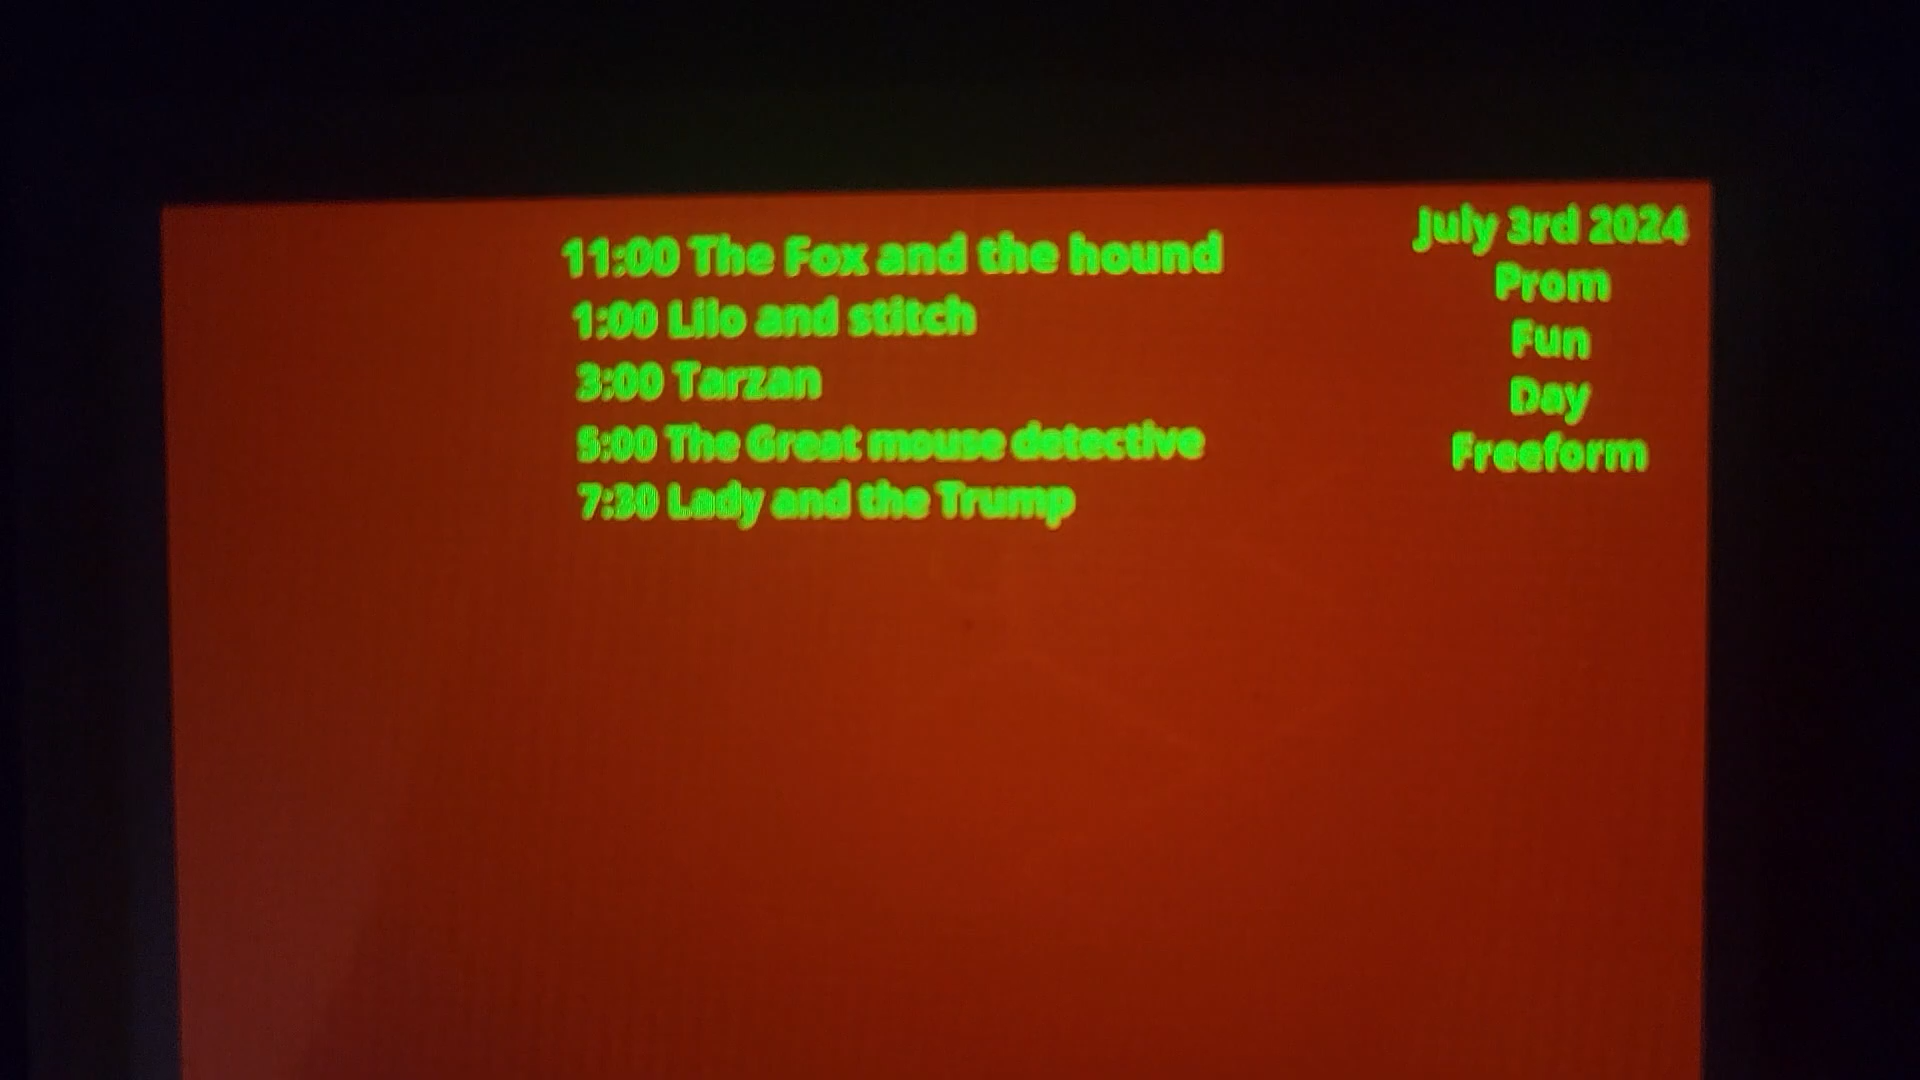 11:00 The Fox and the hound
1:00 Lilo and stitch
3:00 Tarzan
5:00 The Great mouse detective
7:30 Lady and the Trump
July 3rd 2024
Prom
Fun
Day
Freeform